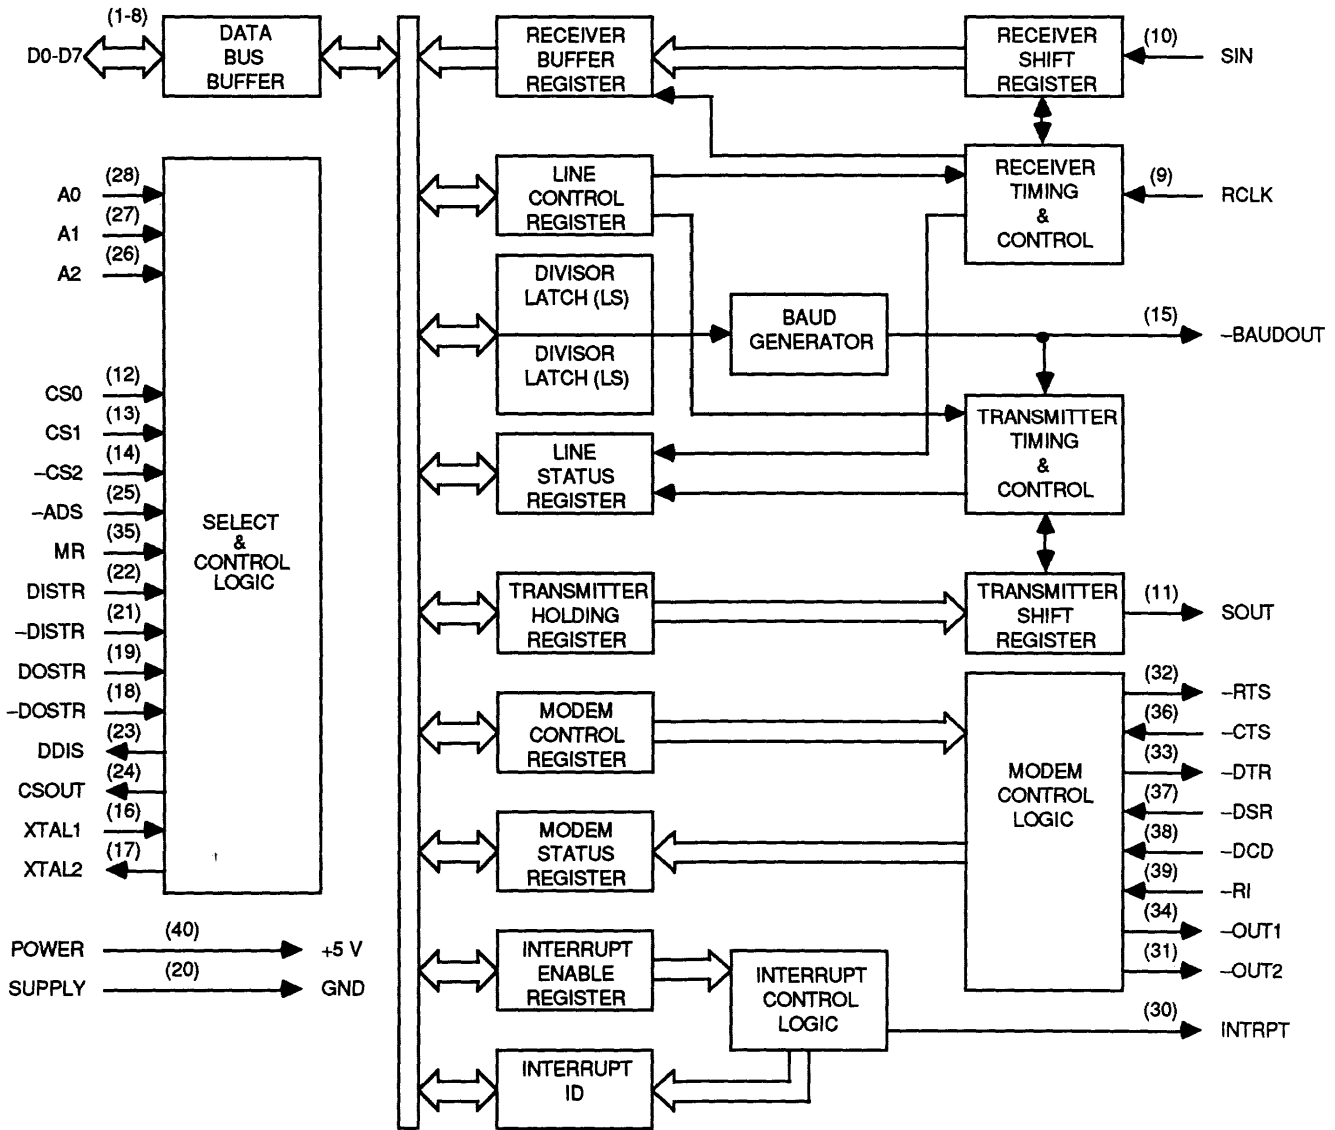 D0-D7
(1-8)
DATA
BUS
BUFFER
RECEIVER
BUFFER
REGISTER
RECEIVER
SHIFT
REGISTER
(10)
SIN
A0
(28)
A1
(27)
A2
(26)
CS0
(12)
CS1
(13)
–CS2
(14)
–ADS
(25)
MR
(35)
DISTR
(22)
–DISTR
(21)
DOSTR
(19)
–DOSTR
(18)
DDIS
(23)
CSOUT
(24)
XTAL1
(16)
XTAL2
(17)
SELECT
&
CONTROL
LOGIC
POWER
(40)
+5 V
SUPPLY
(20)
GND
LINE
CONTROL
REGISTER
RECEIVER
TIMING
&
CONTROL
(9)
RCLK
DIVISOR
LATCH (LS)
DIVISOR
LATCH (LS)
BAUD
GENERATOR
(15)
–BAUDOUT
LINE
STATUS
REGISTER
TRANSMITTER
TIMING
&
CONTROL
TRANSMITTER
HOLDING
REGISTER
TRANSMITTER
SHIFT
REGISTER
(11)
SOUT
MODEM
CONTROL
REGISTER
MODEM
STATUS
REGISTER
MODEM
CONTROL
LOGIC
(32)
–RTS
(36)
–CTS
(33)
–DTR
(37)
–DSR
(38)
–DCD
(39)
–RI
(34)
–OUT1
(31)
–OUT2
INTERRUPT
ENABLE
REGISTER
INTERRUPT
CONTROL
LOGIC
(30)
INTRPT
INTERRUPT
ID